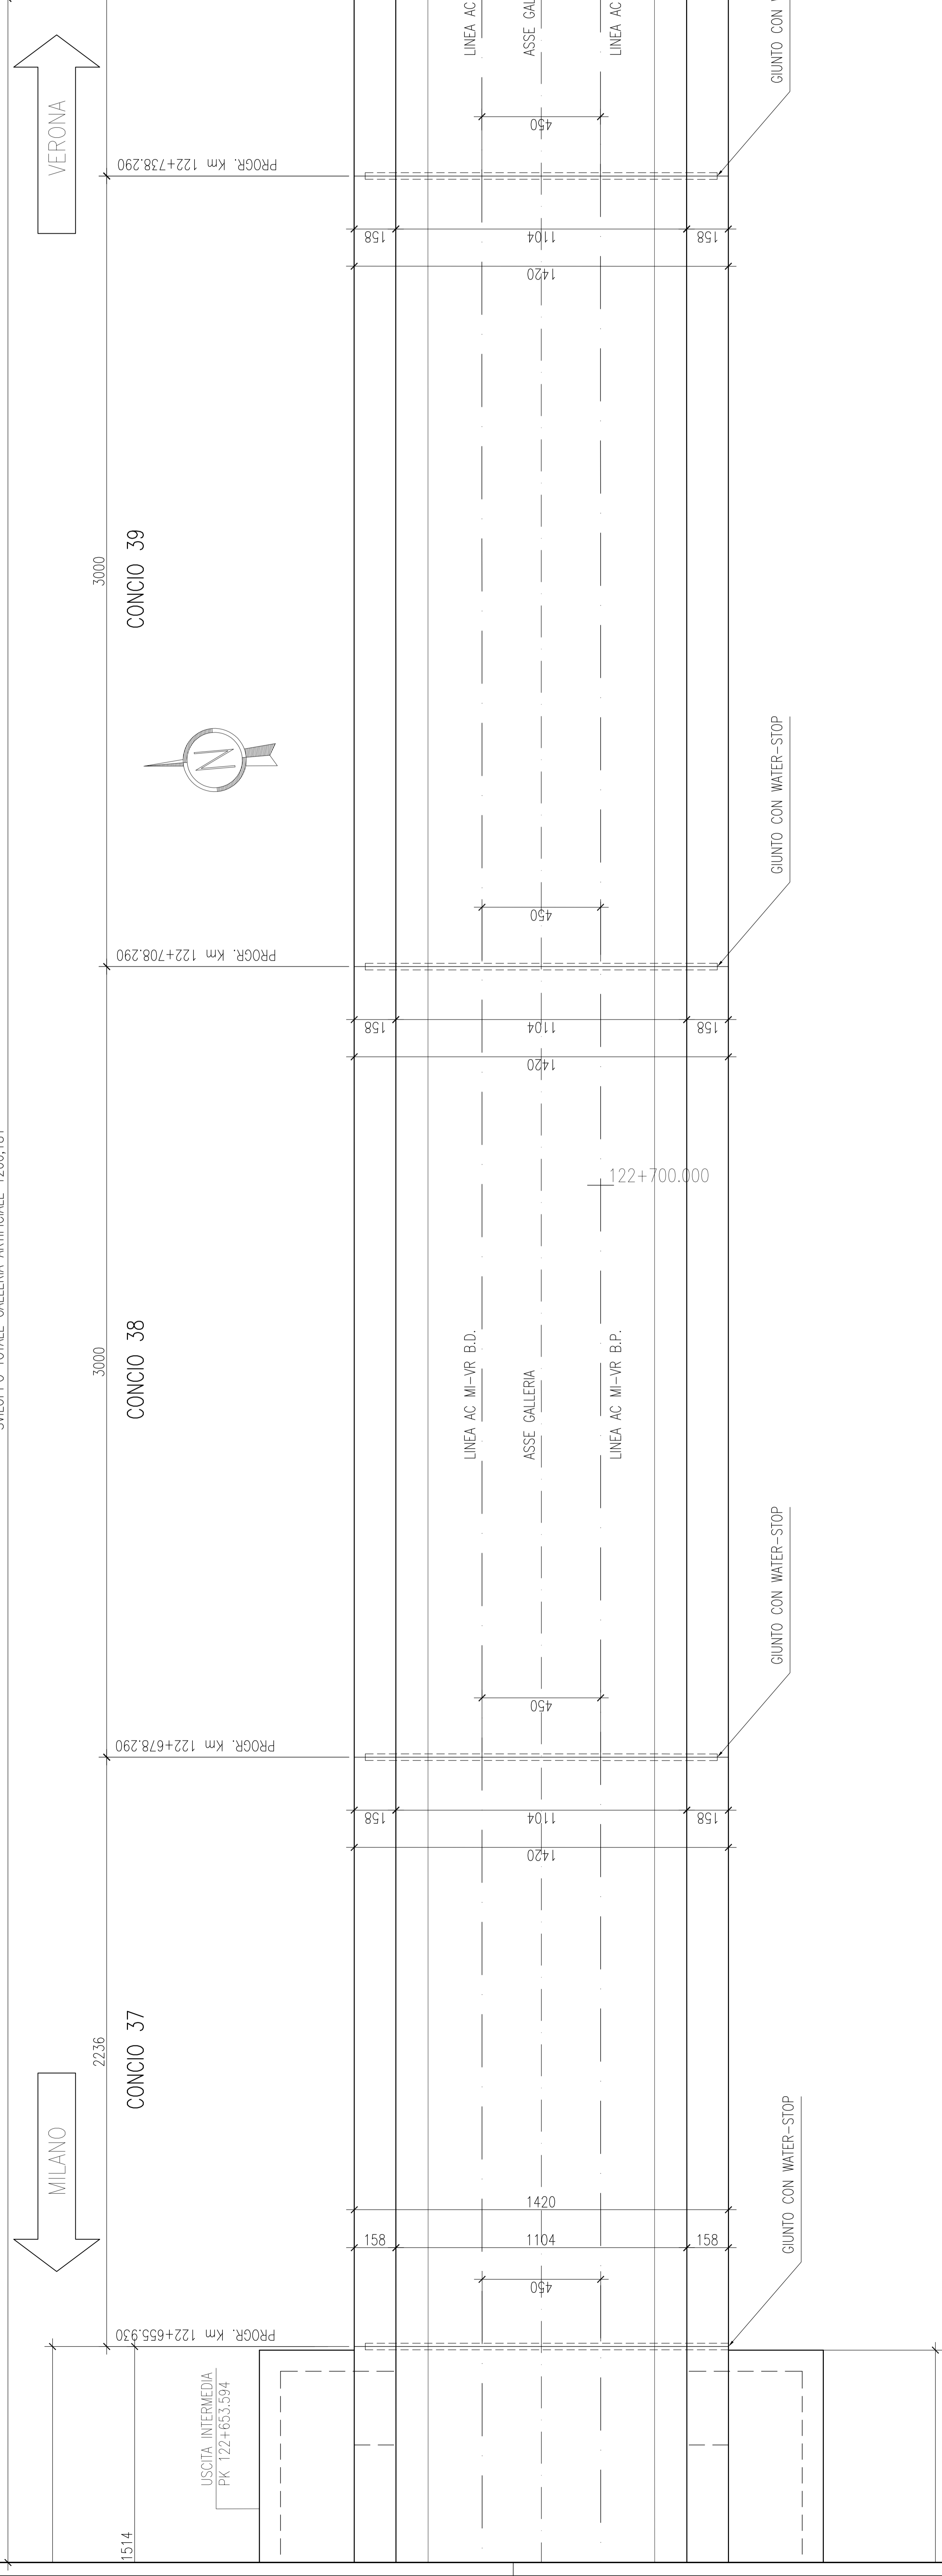 VERONA
LINEA AC
ASSE GAL
LINEA AC
GIUNTO CON
450
PROGR. Km 122+738.290
158
1104
158
1420
3000
CONCIO 39
N
GIUNTO CON WATER-STOP
450
PROGR. Km 122+708.290
158
1104
158
1420
122+700.000
3000
CONCIO 38
LINEA AC MI-VR B.D.
ASSE GALLERIA
LINEA AC MI-VR B.P.
GIUNTO CON WATER-STOP
450
PROGR. Km 122+678.290
158
1104
158
1420
2236
CONCIO 37
MILANO
GIUNTO CON WATER-STOP
1420
158
1104
158
450
PROGR. Km 122+655.930
USCITA INTERMEDIA
PK 122+653.594
1514